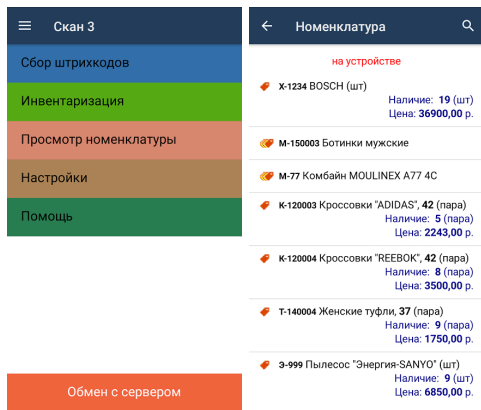 Скан 3
Сбор штрихкодов
Инвентаризация
Просмотр номенклатуры
Настройки
Помощь
Обмен с сервером
Номенклатура
на устройстве
Х-1234 BOSCH (шт)
Наличие: 19 (шт)
Цена: 36900,00 р.
М-150003 Ботинки мужские
М-77 Комбайн MOULINEX A77 4C
К-120003 Кроссовки "ADIDAS", 42 (пара)
Наличие: 5 (пара)
Цена: 2243,00 р.
К-120004 Кроссовки "REEBOK", 42 (пара)
Наличие: 8 (пара)
Цена: 3500,00 р.
Т-140004 Женские туфли, 37 (пара)
Наличие: 9 (пара)
Цена: 1750,00 р.
Э-999 Пылесос "Энергия-SANYO" (шт)
Наличие: 9 (шт)
Цена: 6850,00 р.